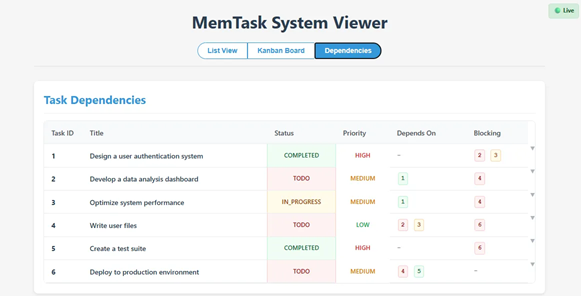 Live
MemTask System Viewer
List View Kanban Board Dependencies
Task Dependencies
Task ID Title Status Priority Depends On Blocking
1 Design a user authentication system COMPLETED HIGH – 2 3
2 Develop a data analysis dashboard TODO MEDIUM 1 4
3 Optimize system performance IN_PROGRESS MEDIUM 1 4
4 Write user files TODO LOW 2 3 6
5 Create a test suite COMPLETED HIGH – 6
6 Deploy to production environment TODO MEDIUM 4 5 –